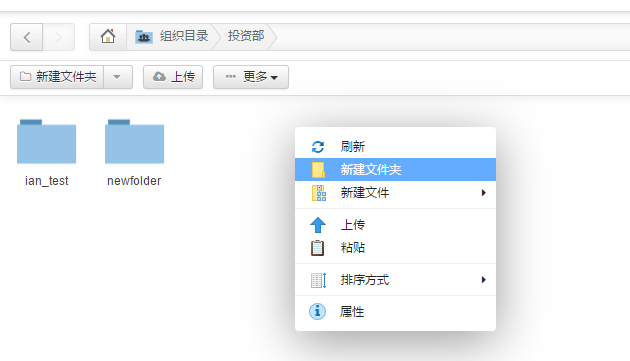 组织目录 投资部
新建文件夹 上传 更多
ian_test newfolder
刷新
新建文件夹
新建文件
上传
粘贴
排序方式
属性